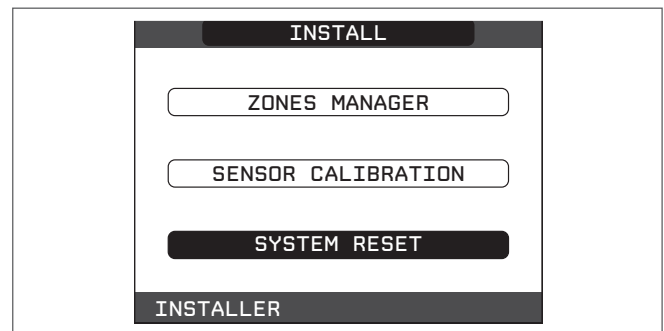 INSTALL
ZONES MANAGER
SENSOR CALIBRATION
SYSTEM RESET
INSTALLER